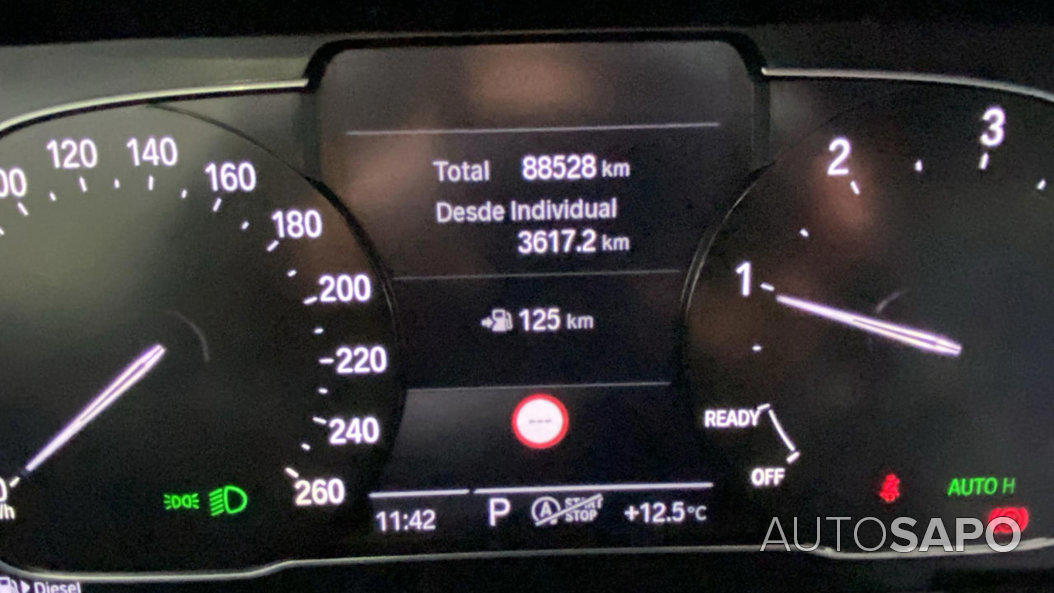 120 140 160 180 200 220 240 260
Total 88528 km
Desde Individual
3617.2 km
125 km
---
11:42 P A START STOP +12.5°C
1 2 3
READY
OFF
AUTO H
AUTOSAPO
Diesel